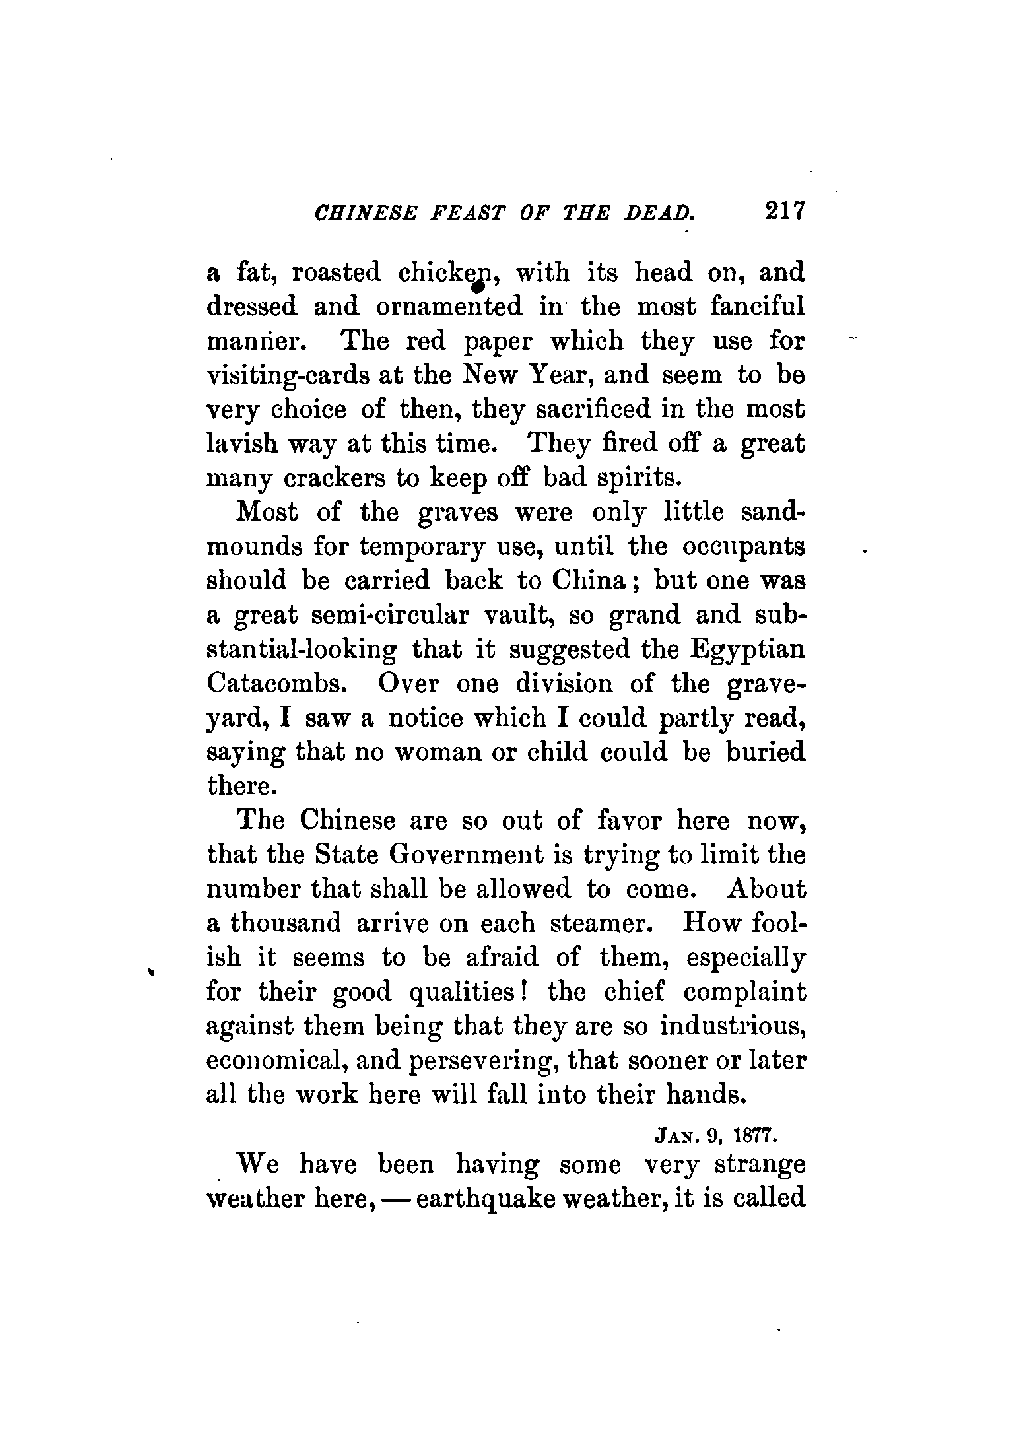 CHINESE FEAST OF THE DEAD. 217
a fat, roasted chicken, with its head on, and
dressed and ornamented in the most fanciful
manner. The red paper which they use for
visiting-cards at the New Year, and seem to be
very choice of then, they sacrificed in the most
lavish way at this time. They fired off a great
many crackers to keep off bad spirits.
Most of the graves were only little sand-
mounds for temporary use, until the occupants
should be carried back to China; but one was
a great semi-circular vault, so grand and sub-
stantial-looking that it suggested the Egyptian
Catacombs. Over one division of the grave-
yard, I saw a notice which I could partly read,
saying that no woman or child could be buried
there.
The Chinese are so out of favor here now,
that the State Government is trying to limit the
number that shall be allowed to come. About
a thousand arrive on each steamer. How fool-
ish it seems to be afraid of them, especially
for their good qualities! the chief complaint
against them being that they are so industrious,
economical, and persevering, that sooner or later
all the work here will fall into their hands.
JAN. 9, 1877.
We have been having some very strange
weather here, — earthquake weather, it is called